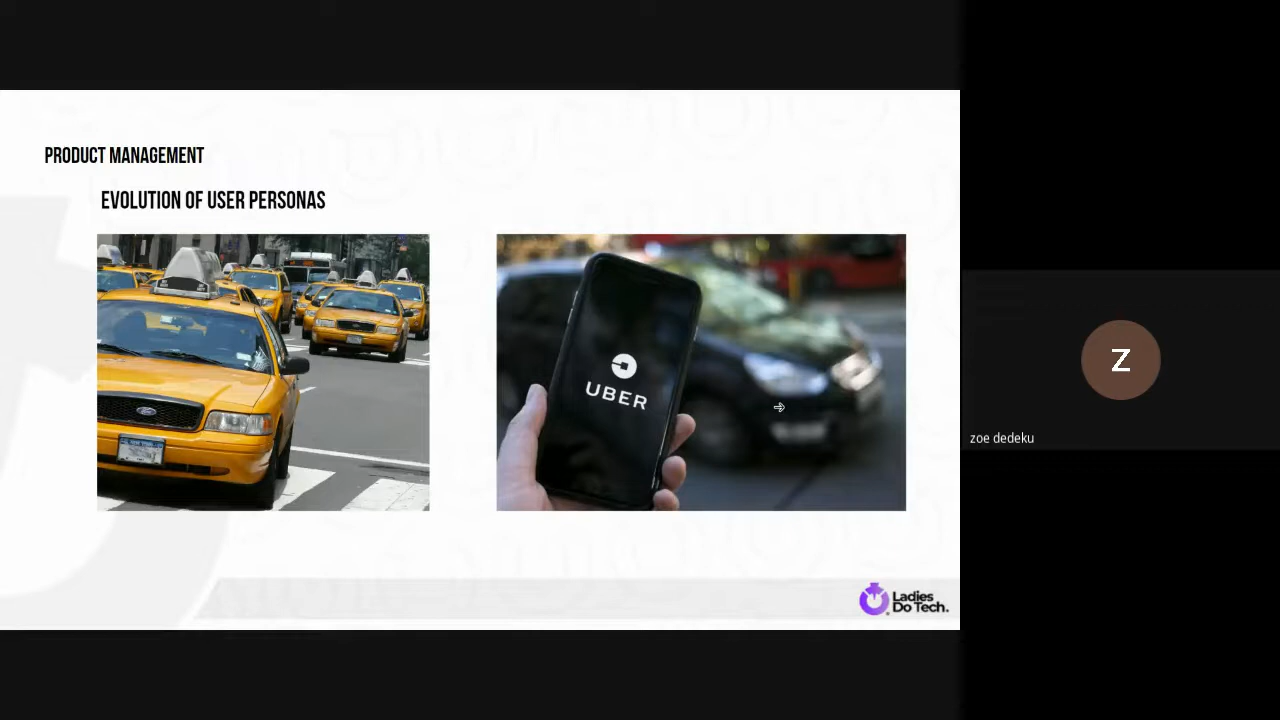 PRODUCT MANAGEMENT
EVOLUTION OF USER PERSONAS
UBER
Z
zoe dedeku
Ladies
Do Tech.